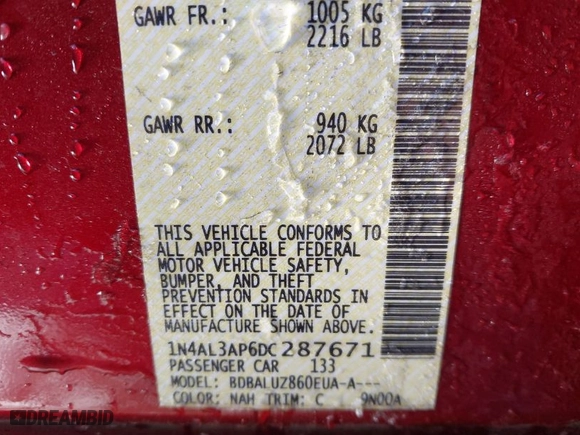 GAWR FR.: 1005 KG
2216 LB
GAWR RR.: 940 KG
2072 LB
THIS VEHICLE CONFORMS TO
ALL APPLICABLE FEDERAL
MOTOR VEHICLE SAFETY,
BUMPER, AND THEFT
PREVENTION STANDARDS IN
EFFECT ON THE DATE OF
MANUFACTURE SHOWN ABOVE.
1N4AL3AP6DC287671
PASSENGER CAR 133
MODEL: BDBALUZ860EUA-A---
COLOR: NAH TRIM: C 9N00A
DREAMBID